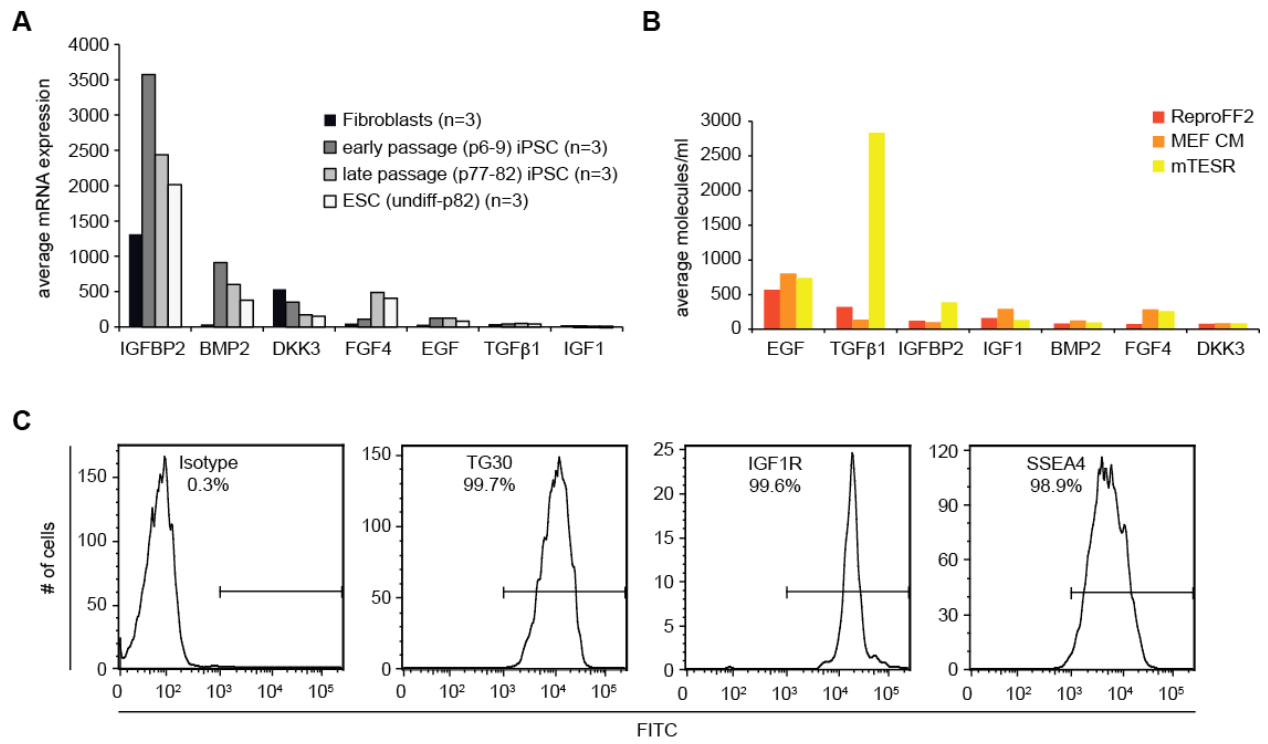 A
average mRNA expression
4000
3500
3000
2500
2000
1500
1000
500
0
Fibroblasts (n=3)
early passage (p6-9) iPSC (n=3)
late passage (p77-82) iPSC (n=3)
ESC (undiff-p82) (n=3)
IGFBP2 BMP2 DKK3 FGF4 EGF TGFβ1 IGF1
B
average molecules/ml
3000
2500
2000
1500
1000
500
0
ReproFF2
MEF CM
mTESR
EGF TGFβ1 IGFBP2 IGF1 BMP2 FGF4 DKK3
C
# of cells
150
100
50
0
Isotype
0.3%
0 10² 10³ 10⁴ 10⁵
150
100
50
0
TG30
99.7%
0 10² 10³ 10⁴ 10⁵
25
20
15
10
5
0
IGF1R
99.6%
0 10² 10³ 10⁴ 10⁵
120
90
60
30
0
SSEA4
98.9%
0 10² 10³ 10⁴ 10⁵
FITC